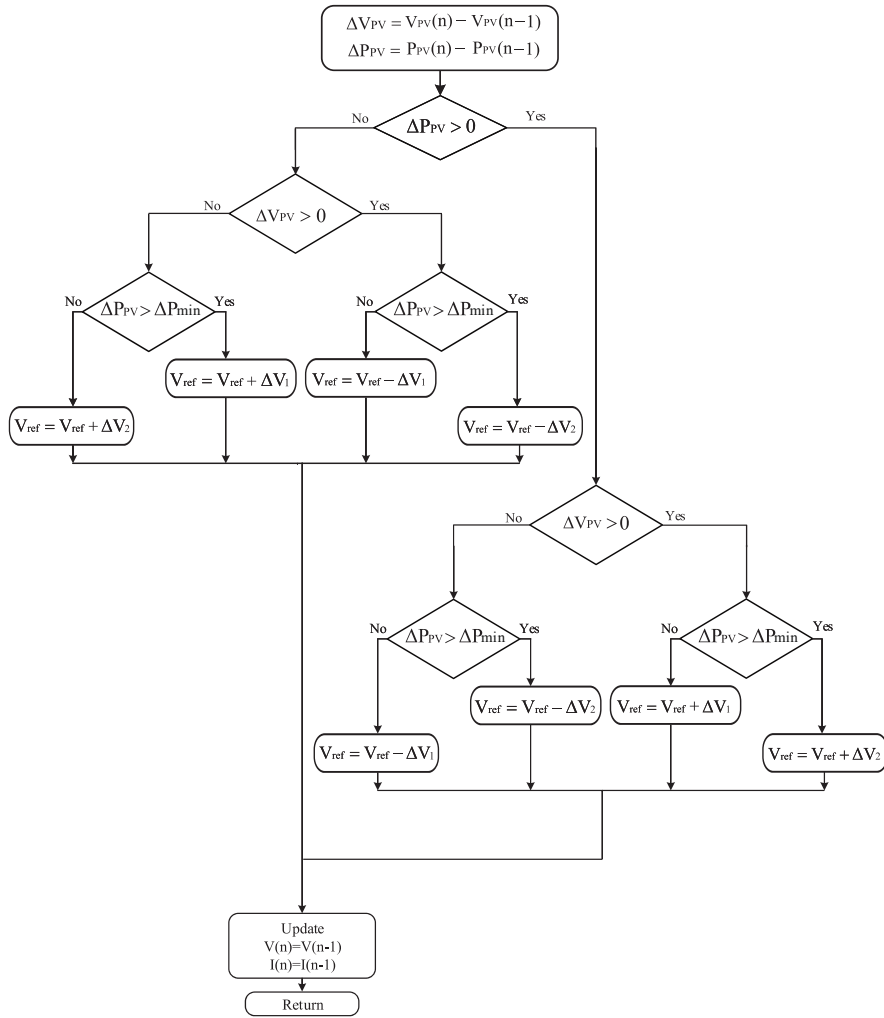 ΔVPV = VPV(n) − VPV(n−1)
ΔPPV = PPV(n) − PPV(n−1)
No
ΔPPV > 0
Yes
No
ΔVPV > 0
Yes
No
ΔPPV > ΔPmin
Yes
No
ΔPPV > ΔPmin
Yes
Vref = Vref + ΔV1
Vref = Vref − ΔV1
Vref = Vref + ΔV2
Vref = Vref − ΔV2
No
ΔVPV > 0
Yes
No
ΔPPV > ΔPmin
Yes
No
ΔPPV > ΔPmin
Yes
Vref = Vref − ΔV2
Vref = Vref + ΔV1
Vref = Vref − ΔV1
Vref = Vref + ΔV2
Update
V(n)=V(n-1)
I(n)=I(n-1)
Return